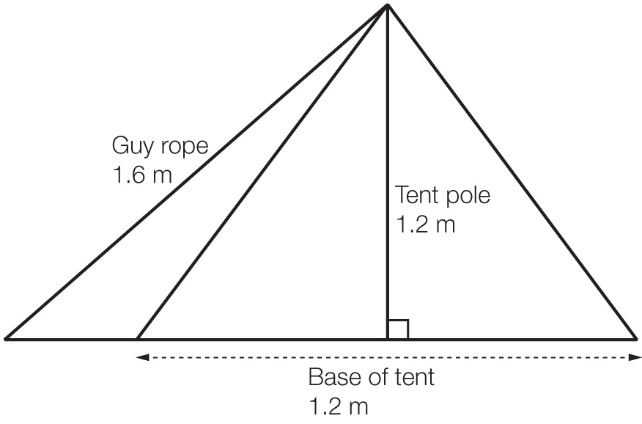 Guy rope
1.6 m
Tent pole
1.2 m
Base of tent
1.2 m